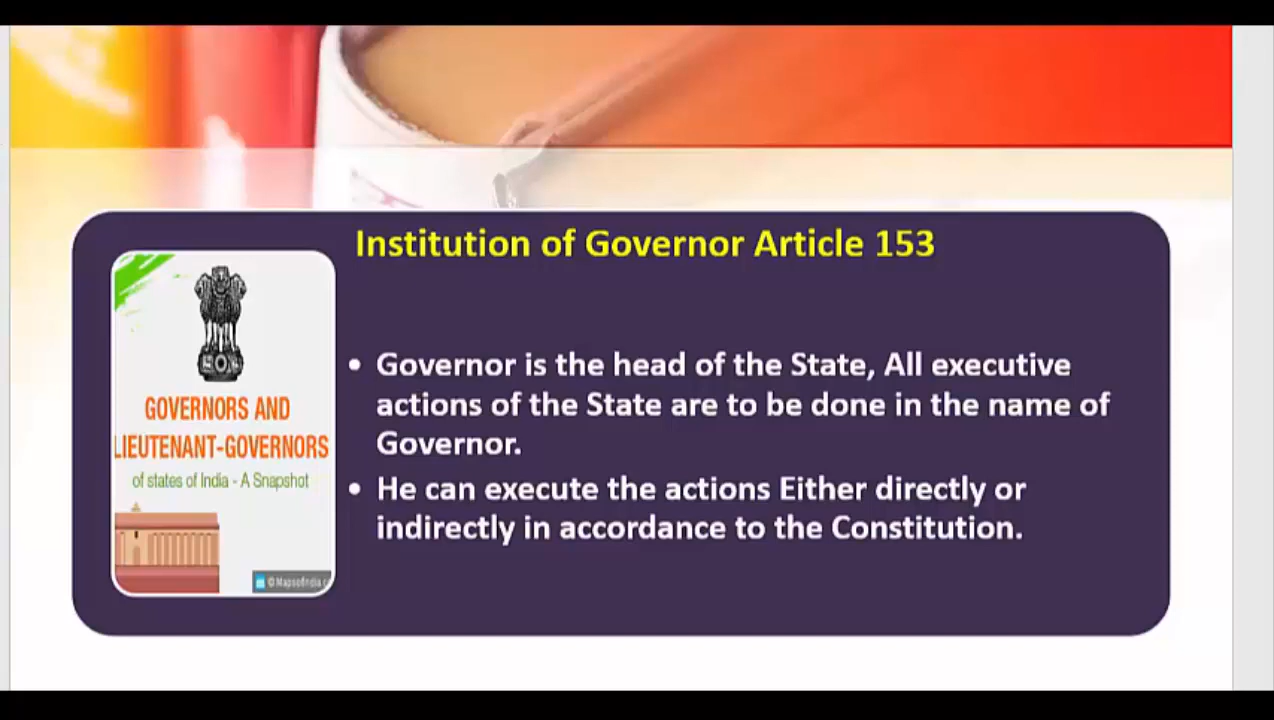 Institution of Governor Article 153
GOVERNORS AND
LIEUTENANT-GOVERNORS
of states of India - A Snapshot
© Mapsofindia.c
• Governor is the head of the State, All executive
actions of the State are to be done in the name of
Governor.
• He can execute the actions Either directly or
indirectly in accordance to the Constitution.